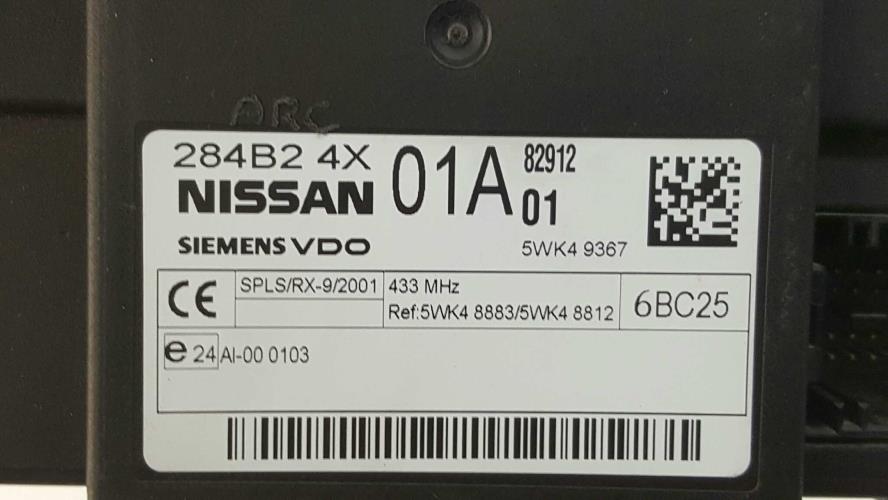 ARC
284B2 4X 01A 82912
NISSAN 01
SIEMENS VDO 5WK4 9367
CE SPLS/RX-9/2001 433 MHz 6BC25
Ref:5WK4 8883/5WK4 8812
e 24 AI-00 0103